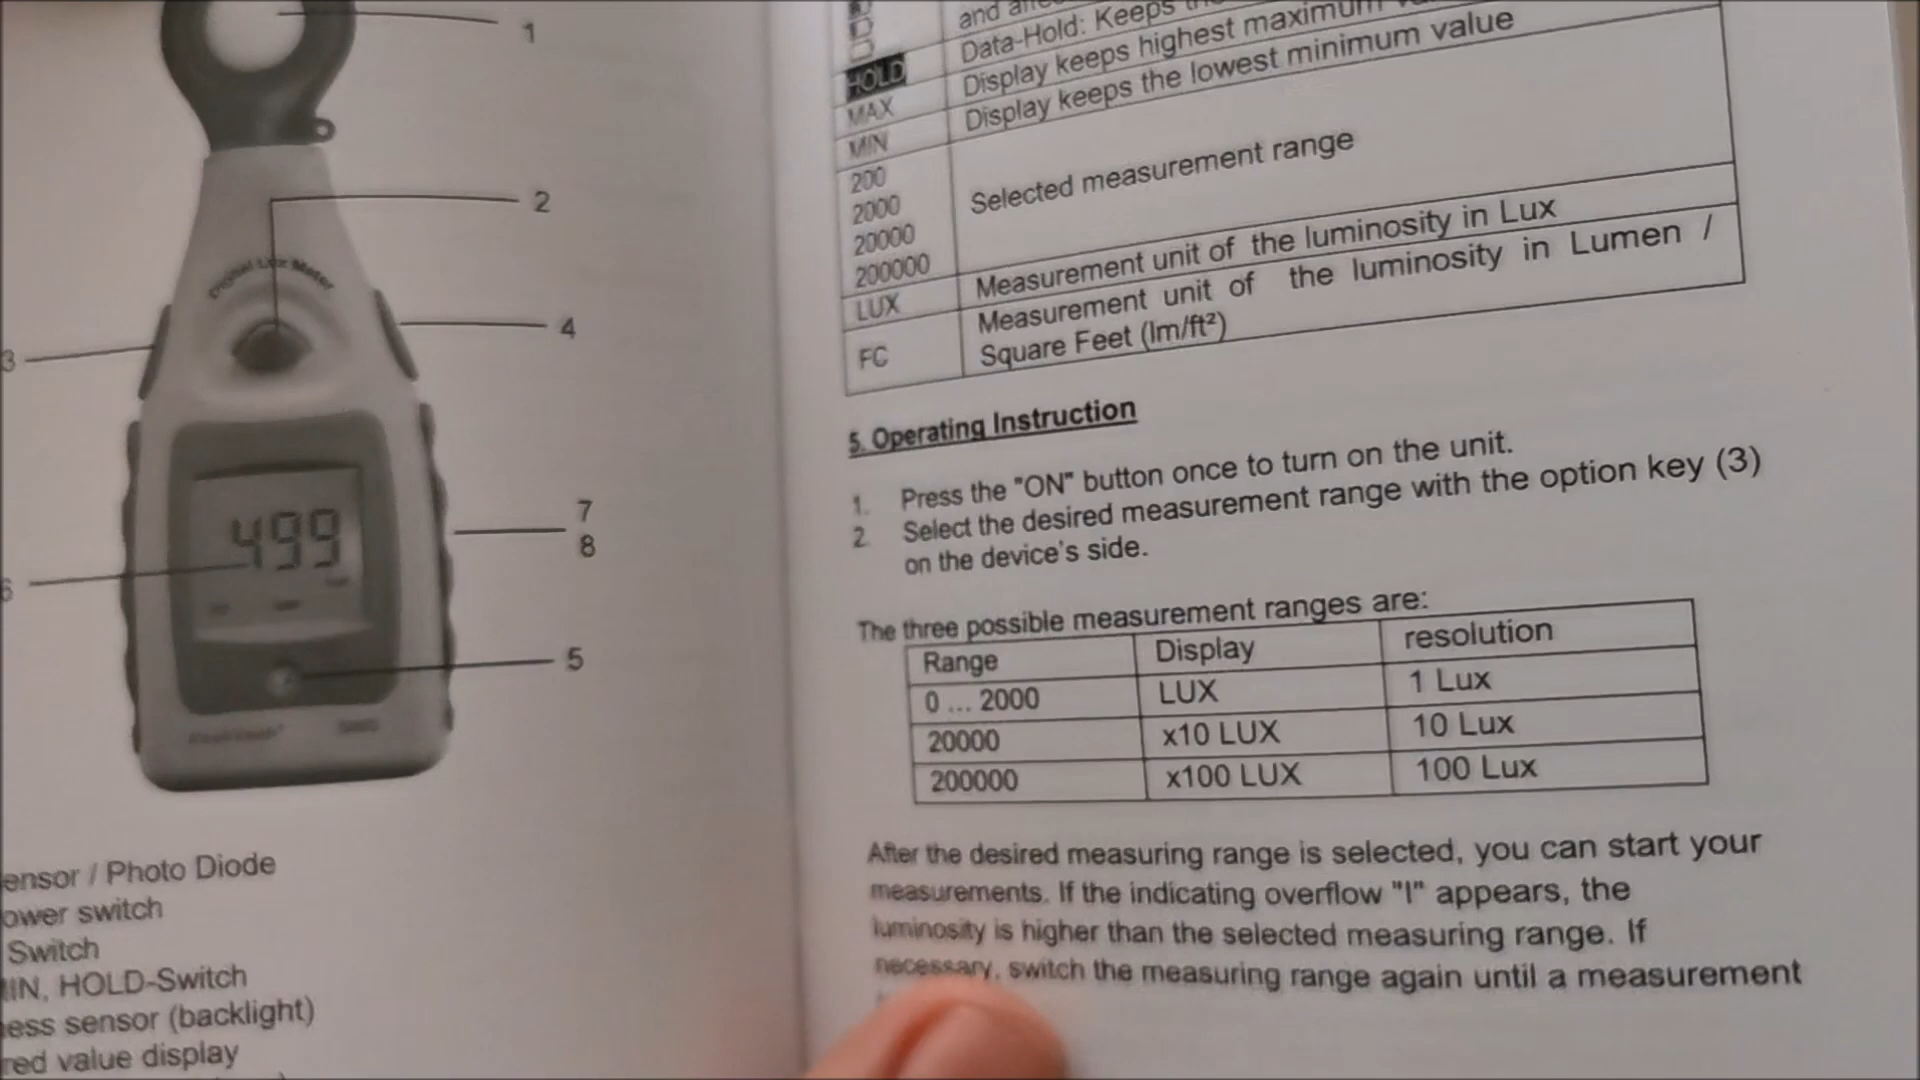 1
2
3
4
7
8
6
5
Digital Lux Meter
499
ensor / Photo Diode
ower switch
Switch
IN, HOLD-Switch
ess sensor (backlight)
red value display
and
Data-Hold: Keeps
HOLD
MAX Display keeps highest maximum
MIN Display keeps the lowest minimum value
200
2000 Selected measurement range
20000
200000
LUX Measurement unit of the luminosity in Lux
FC Measurement unit of the luminosity in Lumen /
Square Feet (lm/ft²)
5. Operating Instruction
1. Press the "ON" button once to turn on the unit.
2. Select the desired measurement range with the option key (3)
on the device's side.
The three possible measurement ranges are:
Range Display resolution
0 ... 2000 LUX 1 Lux
20000 x10 LUX 10 Lux
200000 x100 LUX 100 Lux
After the desired measuring range is selected, you can start your
measurements. If the indicating overflow "I" appears, the
luminosity is higher than the selected measuring range. If
necessary, switch the measuring range again until a measurement